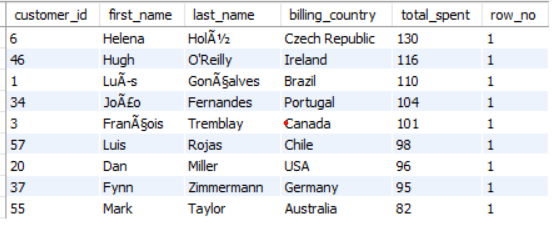 customer_id first_name last_name billing_country total_spent row_no
6 Helena HolÃ½ Czech Republic 130 1
46 Hugh O'Reilly Ireland 116 1
1 LuÃ-s GonÃ§alves Brazil 110 1
34 JoÃ£o Fernandes Portugal 104 1
3 FranÃ§ois Tremblay Canada 101 1
57 Luis Rojas Chile 98 1
20 Dan Miller USA 96 1
37 Fynn Zimmermann Germany 95 1
55 Mark Taylor Australia 82 1